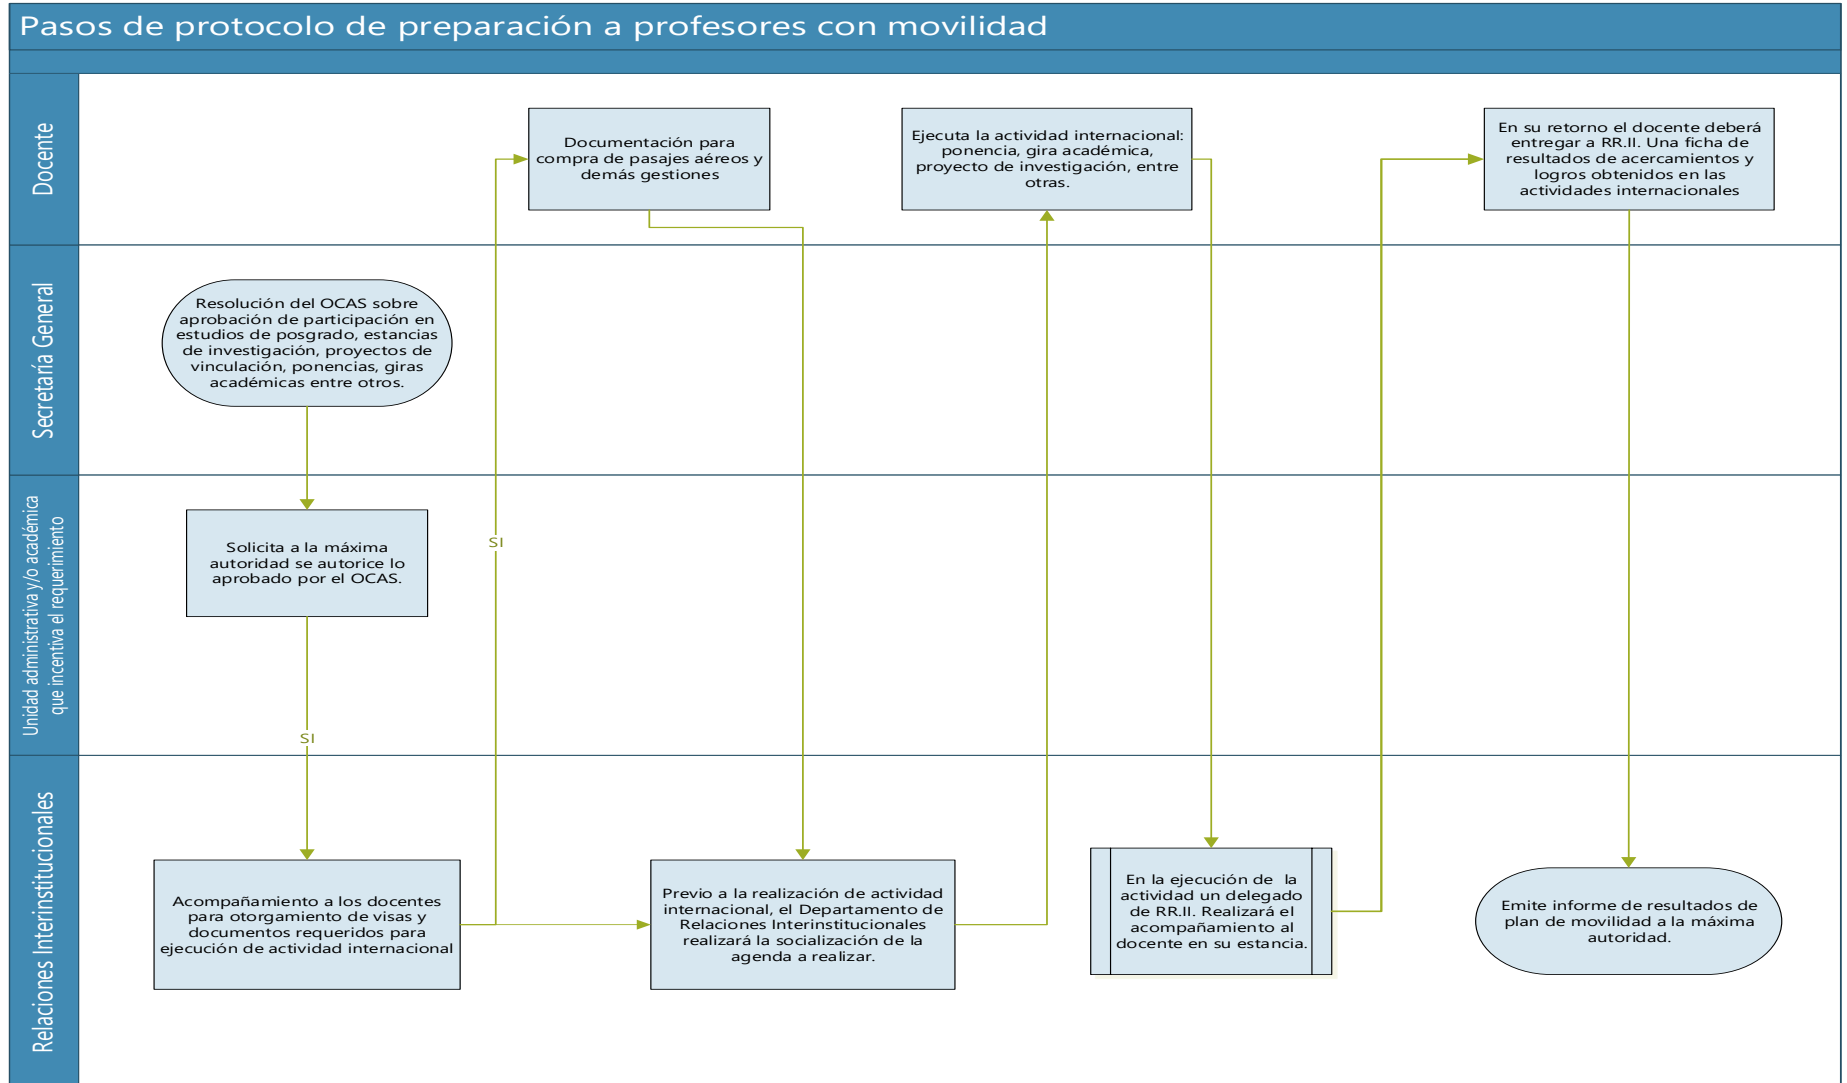 Pasos de protocolo de preparación a profesores con movilidad
Docente
Documentación para
compra de pasajes aéreos y
demás gestiones
Ejecuta la actividad internacional:
ponencia, gira académica,
proyecto de investigación, entre
otras.
En su retorno el docente deberá
entregar a RR.II. Una ficha de
resultados de acercamientos y
logros obtenidos en las
actividades internacionales
Secretaría General
Resolución del OCAS sobre
aprobación de participación en
estudios de posgrado, estancias
de investigación, proyectos de
vinculación, ponencias, giras
académicas entre otros.
Unidad administrativa y/o académica
que incentiva el requerimiento
Solicita a la máxima
autoridad se autorice lo
aprobado por el OCAS.
SI
SI
Relaciones Interinstitucionales
Acompañamiento a los docentes
para otorgamiento de visas y
documentos requeridos para
ejecución de actividad internacional
Previo a la realización de actividad
internacional, el Departamento de
Relaciones Interinstitucionales
realizará la socialización de la
agenda a realizar.
En la ejecución de la
actividad un delegado
de RR.II. Realizará el
acompañamiento al
docente en su estancia.
Emite informe de resultados de
plan de movilidad a la máxima
autoridad.